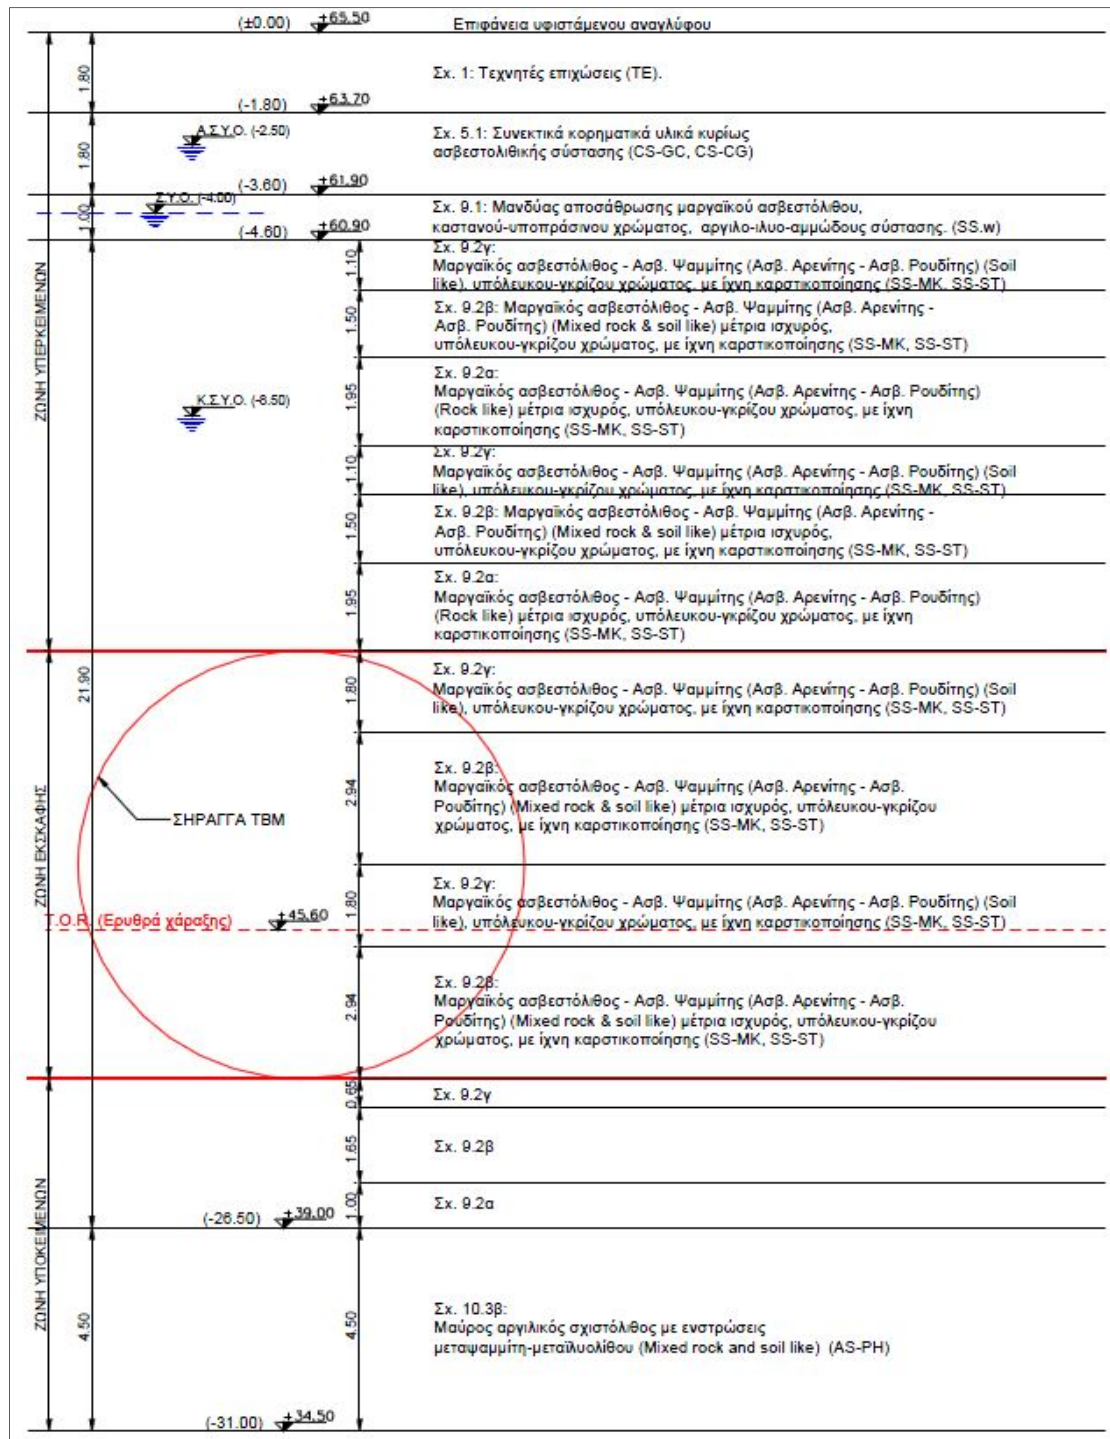 (±0.00) +65.50 Επιφάνεια υφιστάμενου αναγλύφου
1.80
Σχ. 1: Τεχνητές επιχώσεις (ΤΕ).
(-1.80) +63.70
Α.Σ.Υ.Ο. (-2.50)
1.80
Σχ. 5.1: Συνεκτικά κορηματικά υλικά κυρίως
ασβεστολιθικής σύστασης (CS-GC, CS-CG)
(-3.60) +61.90
Σ.Υ.Ο. (-4.00)
1.00
Σχ. 9.1: Μανδύας αποσάθρωσης μαργαϊκού ασβεστόλιθου,
καστανού-υποπράσινου χρώματος, αργιλο-ιλυο-αμμώδους σύστασης. (SS.w)
(-4.60) +60.90
ΖΩΝΗ ΥΠΕΡΚΕΙΜΕΝΩΝ
1.10
Σχ. 9.2γ:
Μαργαϊκός ασβεστόλιθος - Ασβ. Ψαμμίτης (Ασβ. Αρενίτης - Ασβ. Ρουδίτης) (Soil
like), υπόλευκου-γκρίζου χρώματος, με ίχνη καρστικοποίησης (SS-MK, SS-ST)
1.50
Σχ. 9.2β: Μαργαϊκός ασβεστόλιθος - Ασβ. Ψαμμίτης (Ασβ. Αρενίτης -
Ασβ. Ρουδίτης) (Mixed rock & soil like) μέτρια ισχυρός,
υπόλευκου-γκρίζου χρώματος, με ίχνη καρστικοποίησης (SS-MK, SS-ST)
Κ.Σ.Υ.Ο. (-8.50)
1.95
Σχ. 9.2α:
Μαργαϊκός ασβεστόλιθος - Ασβ. Ψαμμίτης (Ασβ. Αρενίτης - Ασβ. Ρουδίτης)
(Rock like) μέτρια ισχυρός, υπόλευκου-γκρίζου χρώματος, με ίχνη
καρστικοποίησης (SS-MK, SS-ST)
1.10
Σχ. 9.2γ:
Μαργαϊκός ασβεστόλιθος - Ασβ. Ψαμμίτης (Ασβ. Αρενίτης - Ασβ. Ρουδίτης) (Soil
like), υπόλευκου-γκρίζου χρώματος, με ίχνη καρστικοποίησης (SS-MK, SS-ST)
1.50
Σχ. 9.2β: Μαργαϊκός ασβεστόλιθος - Ασβ. Ψαμμίτης (Ασβ. Αρενίτης -
Ασβ. Ρουδίτης) (Mixed rock & soil like) μέτρια ισχυρός,
υπόλευκου-γκρίζου χρώματος, με ίχνη καρστικοποίησης (SS-MK, SS-ST)
1.95
Σχ. 9.2α:
Μαργαϊκός ασβεστόλιθος - Ασβ. Ψαμμίτης (Ασβ. Αρενίτης - Ασβ. Ρουδίτης)
(Rock like) μέτρια ισχυρός, υπόλευκου-γκρίζου χρώματος, με ίχνη
καρστικοποίησης (SS-MK, SS-ST)
21.90
1.80
Σχ. 9.2γ:
Μαργαϊκός ασβεστόλιθος - Ασβ. Ψαμμίτης (Ασβ. Αρενίτης - Ασβ. Ρουδίτης) (Soil
like), υπόλευκου-γκρίζου χρώματος, με ίχνη καρστικοποίησης (SS-MK, SS-ST)
ΖΩΝΗ ΕΚΣΚΑΦΗΣ
ΣΗΡΑΓΓΑ ΤΒΜ
2.94
Σχ. 9.2β:
Μαργαϊκός ασβεστόλιθος - Ασβ. Ψαμμίτης (Ασβ. Αρενίτης - Ασβ.
Ρουδίτης) (Mixed rock & soil like) μέτρια ισχυρός, υπόλευκου-γκρίζου
χρώματος, με ίχνη καρστικοποίησης (SS-MK, SS-ST)
1.80
Σχ. 9.2γ:
Μαργαϊκός ασβεστόλιθος - Ασβ. Ψαμμίτης (Ασβ. Αρενίτης - Ασβ. Ρουδίτης) (Soil
like), υπόλευκου-γκρίζου χρώματος, με ίχνη καρστικοποίησης (SS-MK, SS-ST)
T.O.R. (Ερυθρά χάραξης) +45.60
2.94
Σχ. 9.2β:
Μαργαϊκός ασβεστόλιθος - Ασβ. Ψαμμίτης (Ασβ. Αρενίτης - Ασβ.
Ρουδίτης) (Mixed rock & soil like) μέτρια ισχυρός, υπόλευκου-γκρίζου
χρώματος, με ίχνη καρστικοποίησης (SS-MK, SS-ST)
0.65
Σχ. 9.2γ
1.65
Σχ. 9.2β
1.00
Σχ. 9.2α
(-26.50) +39.00
ΖΩΝΗ ΥΠΟΚΕΙΜΕΝΩΝ
4.50
4.50
Σχ. 10.3β:
Μαύρος αργιλικός σχιστόλιθος με ενστρώσεις
μεταψαμμίτη-μεταϊλυολίθου (Mixed rock and soil like) (AS-PH)
(-31.00) +34.50